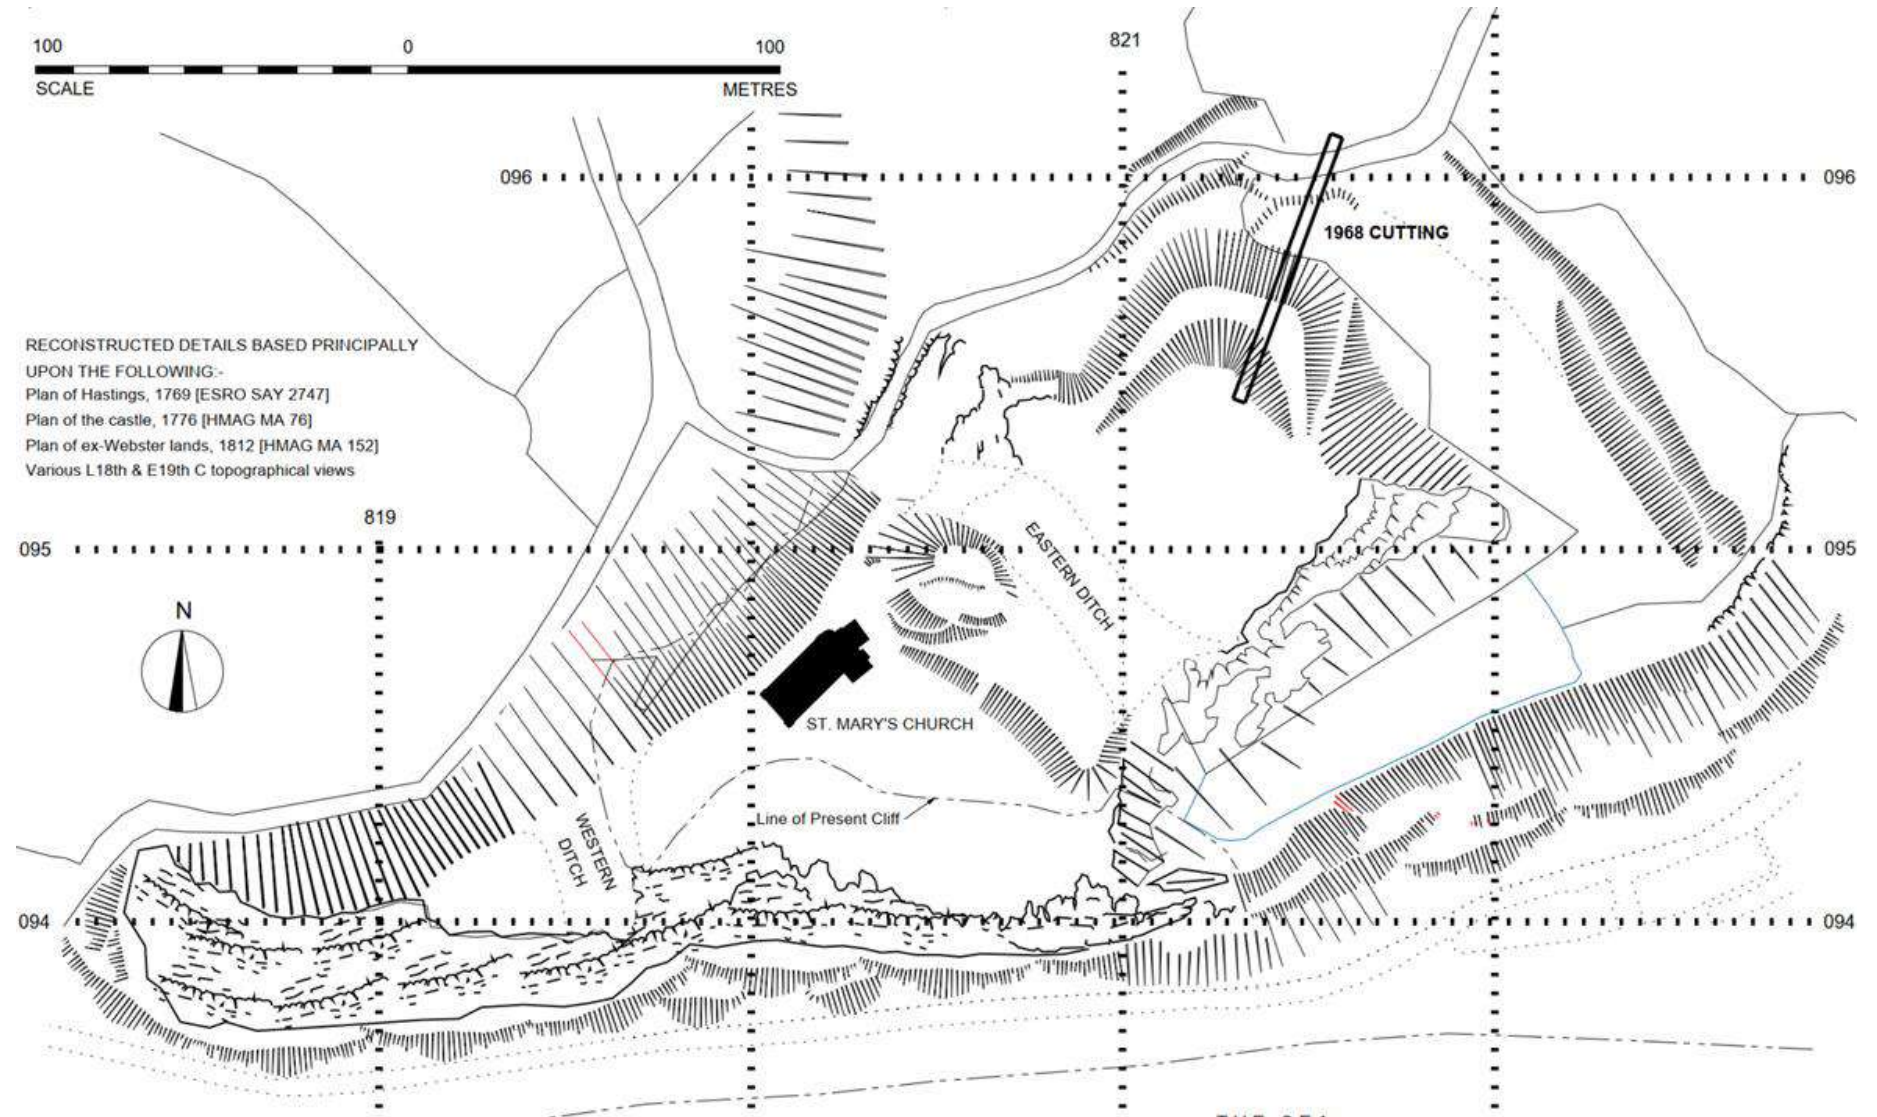 100 0 100
SCALE METRES
821
096 096
1968 CUTTING
RECONSTRUCTED DETAILS BASED PRINCIPALLY
UPON THE FOLLOWING:-
Plan of Hastings, 1769 [ESRO SAY 2747]
Plan of the castle, 1776 [HMAG MA 76]
Plan of ex-Webster lands, 1812 [HMAG MA 152]
Various L18th & E19th C topographical views
819
095 095
EASTERN DITCH
N
ST. MARY'S CHURCH
Line of Present Cliff
WESTERN
DITCH
094 094